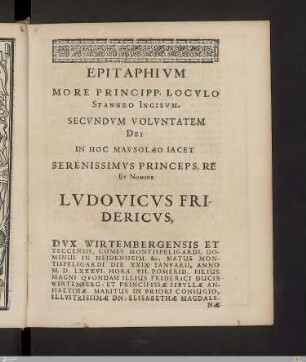 EPITAPHIVM
MORE PRINCIPP. LOCVLO
STANNEO INCISVM.
SECVNDVM VOLVNTATEM
DEI
IN HOC MAVSOLÆO IACET
SERENISSIMVS PRINCEPS, RE
ET NOMINE
LVDOVICVS FRI-
DERICVS,
DVX WIRTEMBERGENSIS ET
TECCENSIS, COMES MONTISPELIGARDI, DO-
MINUS IN HEIDENHEIM. &c. NATUS MON-
TISPELIGARDI DIE XXIX IANVARII, ANNO
M. D. LXXXVI. HORA VII. POMERID. FILIUS
MAGNI QVONDAM ILLIUS FRIDERICI DUCIS
WIRTEMBERG. ET PRINCIPISSÆ SIBYLLÆ AN-
HALTINÆ. MARITUS IN PRIORI CONIUGIO,
ILLUSTRISSIMÆ DN: ELISABETHÆ MAGDALE-
NÆ